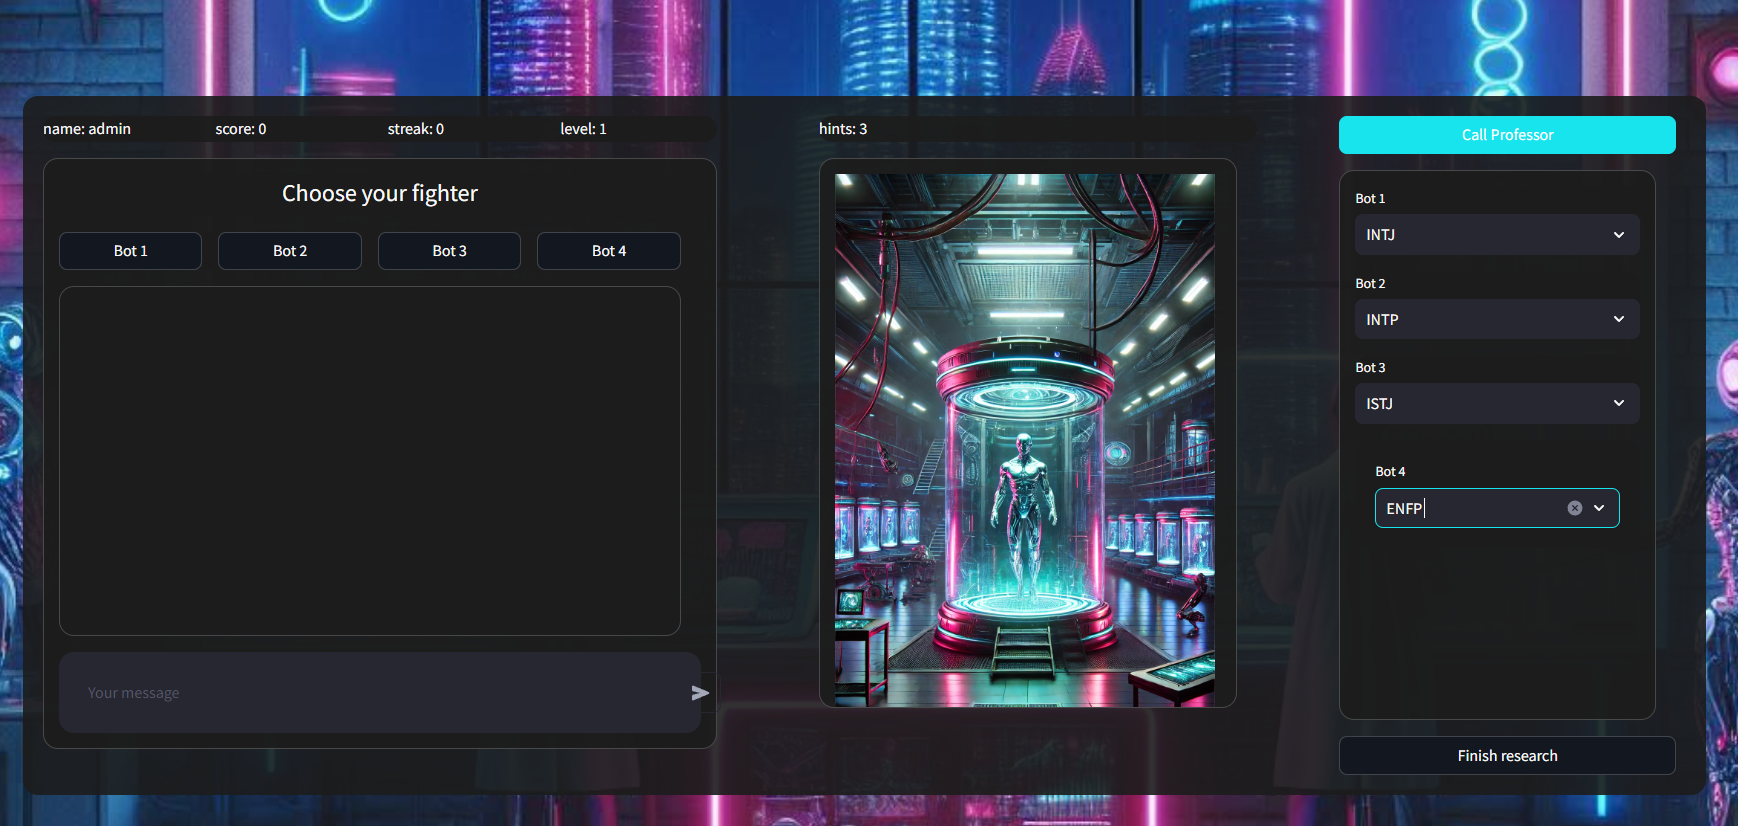 name: admin score: 0 streak: 0 level: 1
Choose your fighter
Bot 1 Bot 2 Bot 3 Bot 4
Your message
hints: 3
Call Professor
Bot 1
INTJ
Bot 2
INTP
Bot 3
ISTJ
Bot 4
ENFP
Finish research